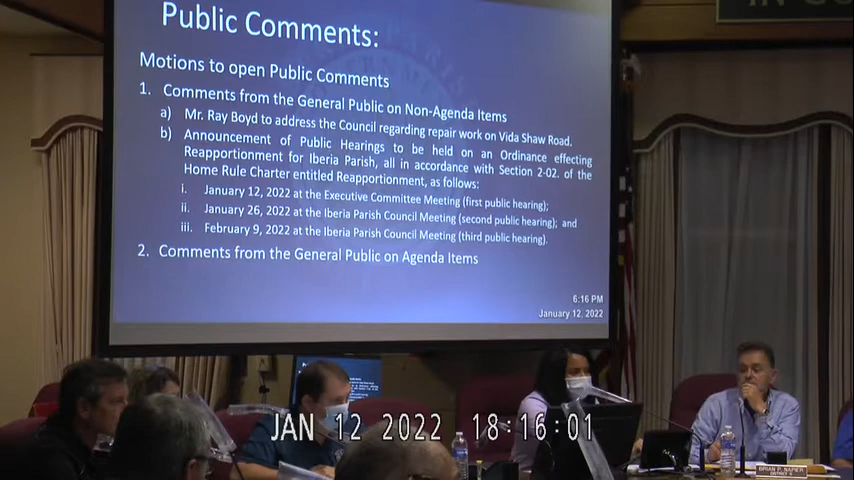 IN GO
Public Comments:
Motions to open Public Comments
1. Comments from the General Public on Non-Agenda Items
a) Mr. Ray Boyd to address the Council regarding repair work on Vida Shaw Road.
b) Announcement of Public Hearings to be held on an Ordinance effecting
Reapportionment for Iberia Parish, all in accordance with Section 2-02. of the
Home Rule Charter entitled Reapportionment, as follows:
i. January 12, 2022 at the Executive Committee Meeting (first public hearing);
ii. January 26, 2022 at the Iberia Parish Council Meeting (second public hearing); and
iii. February 9, 2022 at the Iberia Parish Council Meeting (third public hearing).
2. Comments from the General Public on Agenda Items
6:16 PM
January 12, 2022
JAN 12 2022 18:16:01
BRIAN P. NAPIER